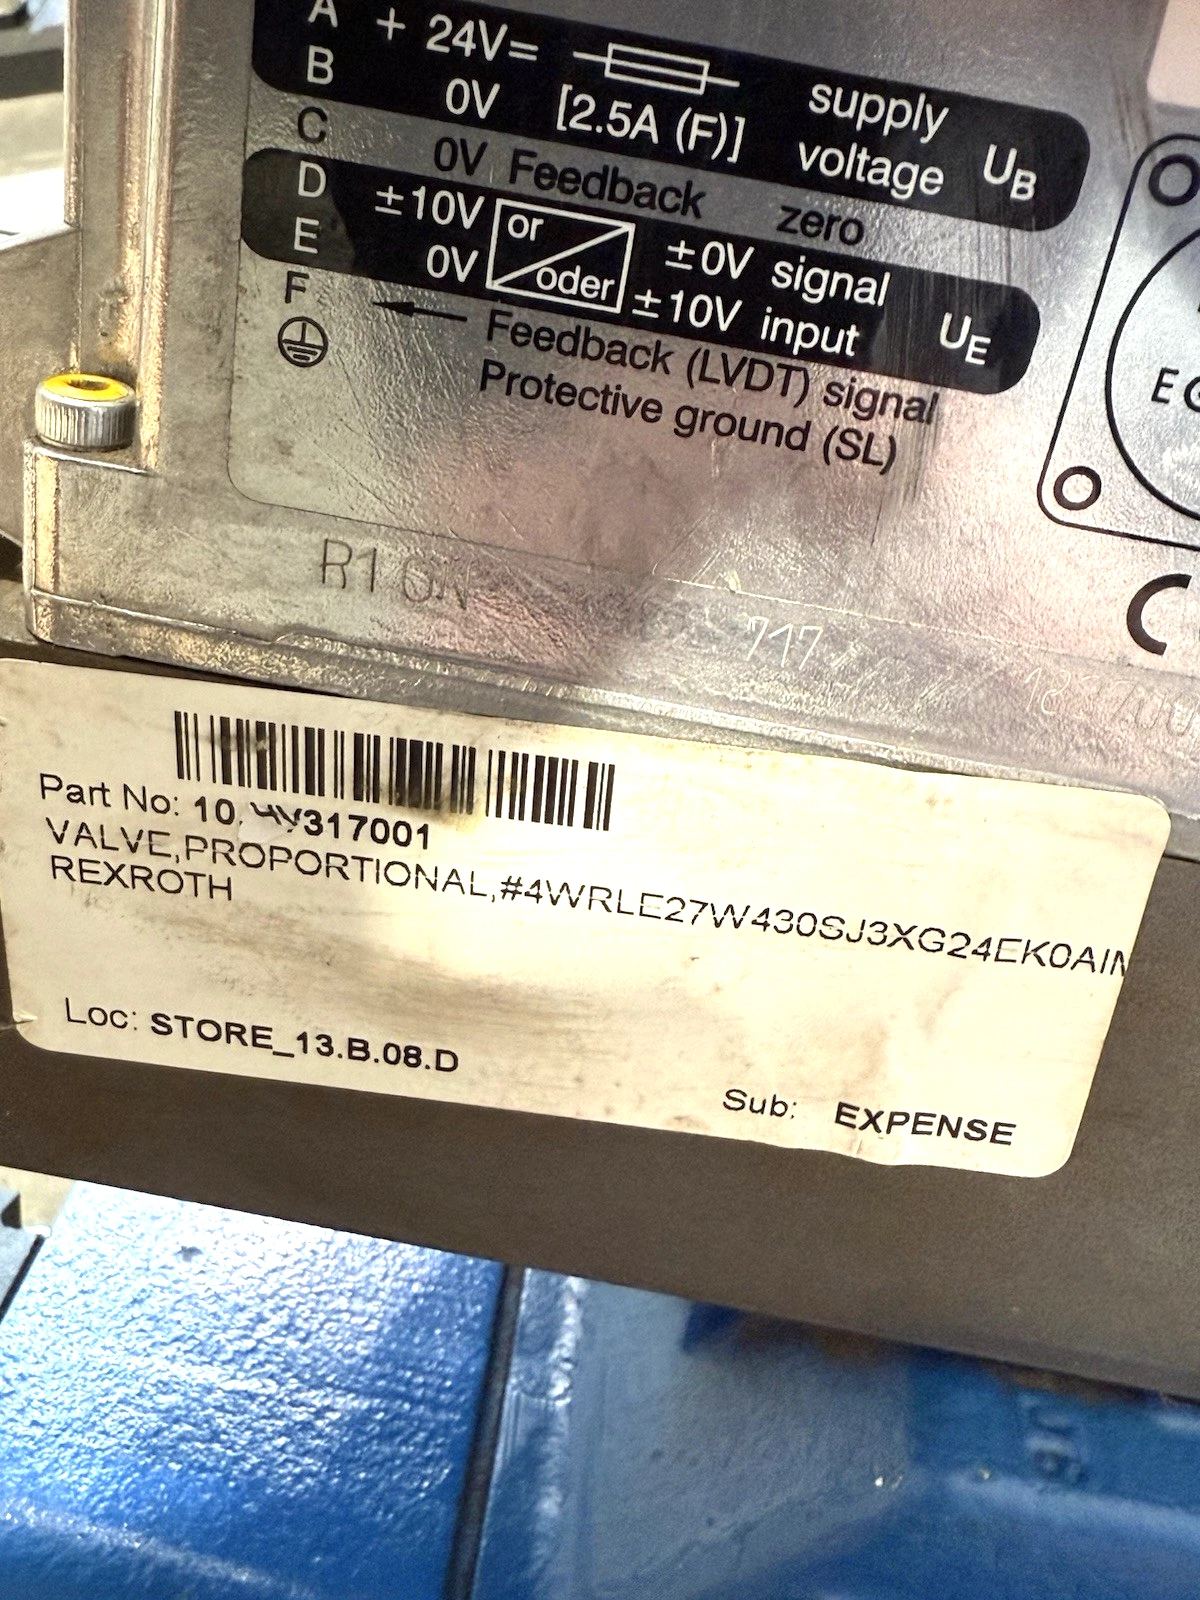 A + 24V= supply
B 0V [2.5A (F)] voltage UB
C 0V Feedback zero
D ±10V or ±0V signal
E 0V oder ±10V input UE
F Feedback (LVDT) signal
Protective ground (SL)
717
Part No:
VALVE,PROPORTIONAL,#4WRLE27W430SJ3XG24EK0AIM
REXROTH
Loc: STORE_13.B.08.D
Sub: EXPENSE